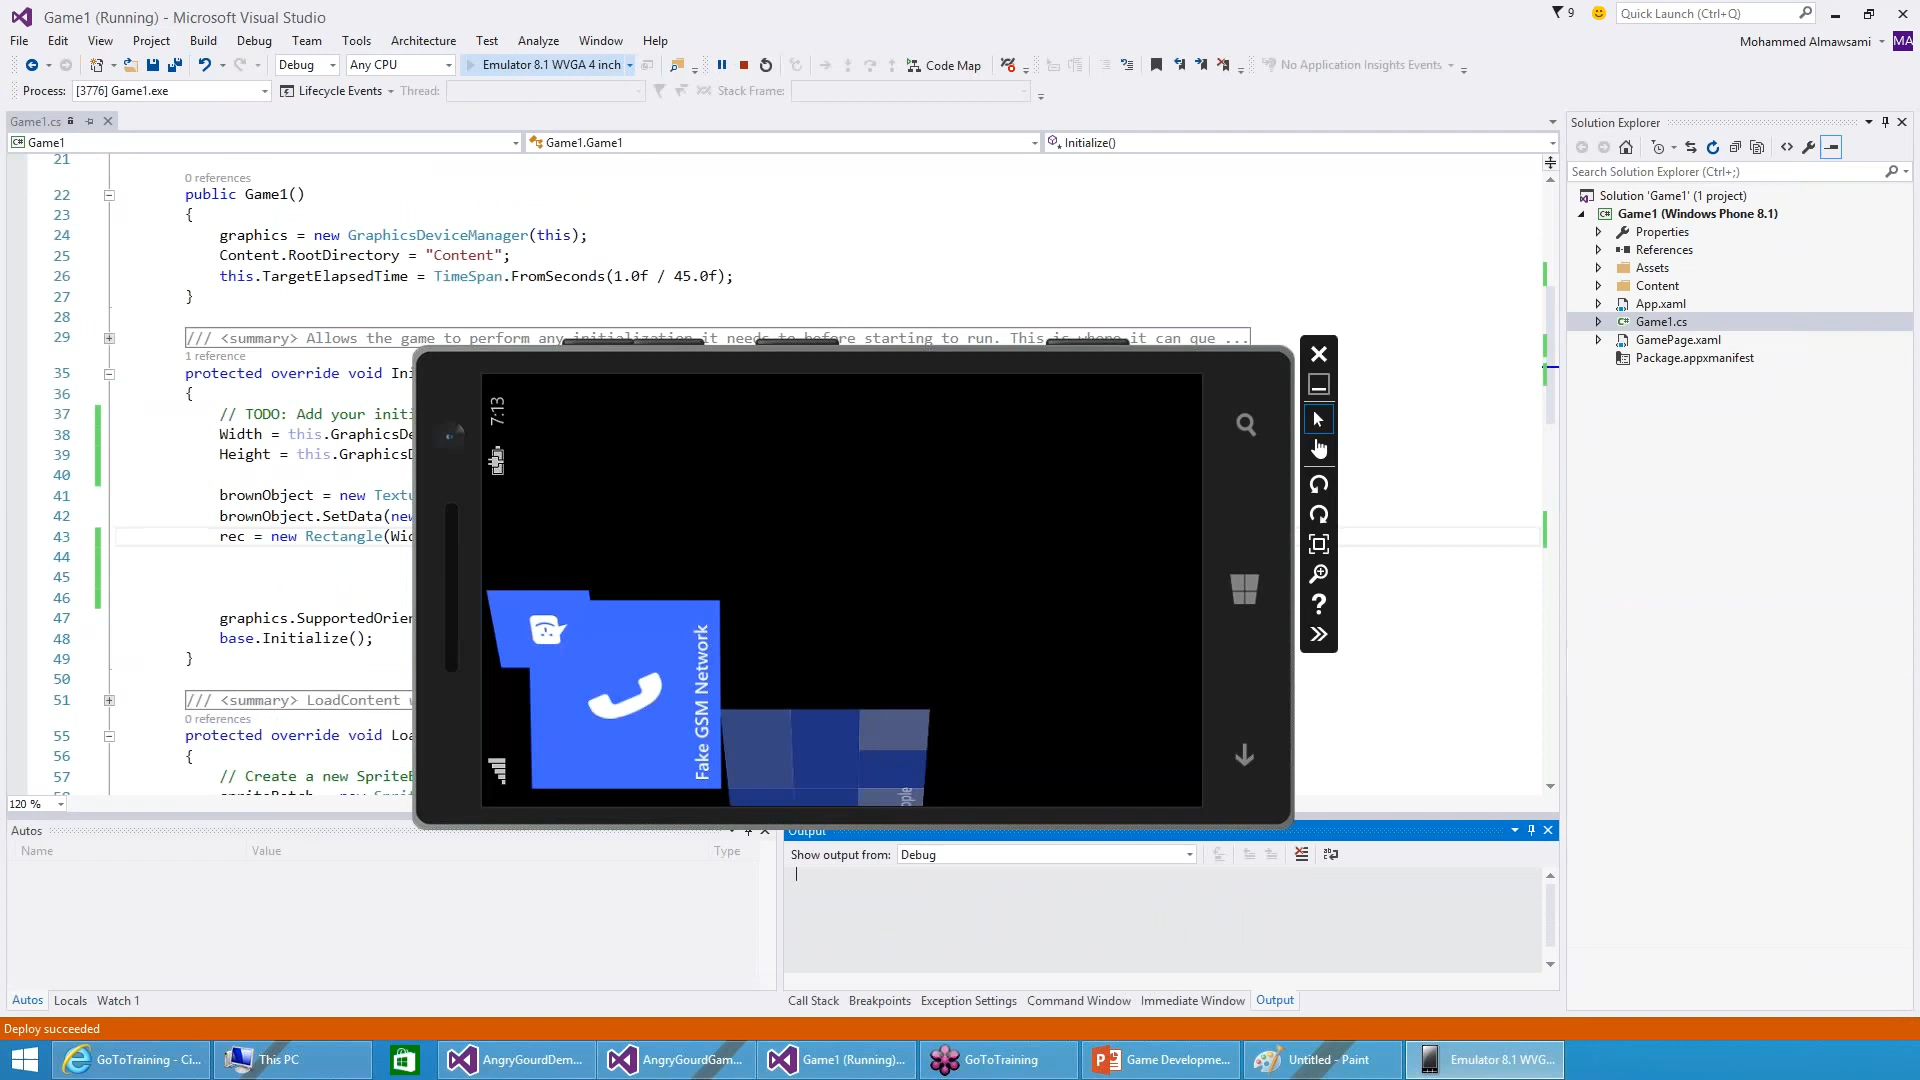 Game1 (Running) - Microsoft Visual Studio
9
Quick Launch (Ctrl+Q)
File Edit View Project Build Debug Team Tools Architecture Test Analyze Window Help
Mohammed Almawsami
MA
Debug Any CPU Emulator 8.1 WVGA 4 inch Code Map No Application Insights Events
Process: [3776] Game1.exe Lifecycle Events Thread: Stack Frame:
Game1.cs
Game1 Game1.Game1 Initialize()
21
0 references
22 public Game1()
23 {
24 graphics = new GraphicsDeviceManager(this);
25 Content.RootDirectory = "Content";
26 this.TargetElapsedTime = TimeSpan.FromSeconds(1.0f / 45.0f);
27 }
28
29 /// <summary> Allows the game to perform any initialization it needs to before starting to run. This is where it can que ...
1 reference
35 protected override void Ini
36 {
37 // TODO: Add your initi
38 Width = this.GraphicsDe
39 Height = this.GraphicsD
40
41 brownObject = new Textu
42 brownObject.SetData(new
43 rec = new Rectangle(Wid
44
45
46
47 graphics.SupportedOrien
48 base.Initialize();
49 }
50
51 /// <summary> LoadContent w
0 references
55 protected override void Loa
56 {
57 // Create a new SpriteB
120 %
7:13
Fake GSM Network
ople
Solution Explorer
Search Solution Explorer (Ctrl+;)
Solution 'Game1' (1 project)
Game1 (Windows Phone 8.1)
Properties
References
Assets
Content
App.xaml
Game1.cs
GamePage.xaml
Package.appxmanifest
Autos
Name Value Type
Autos Locals Watch 1
Output
Show output from: Debug
Call Stack Breakpoints Exception Settings Command Window Immediate Window Output
Deploy succeeded
GoToTraining - Ci... This PC AngryGourdDem... AngryGourdGam... Game1 (Running)... GoToTraining Game Developme... Untitled - Paint Emulator 8.1 WVG...